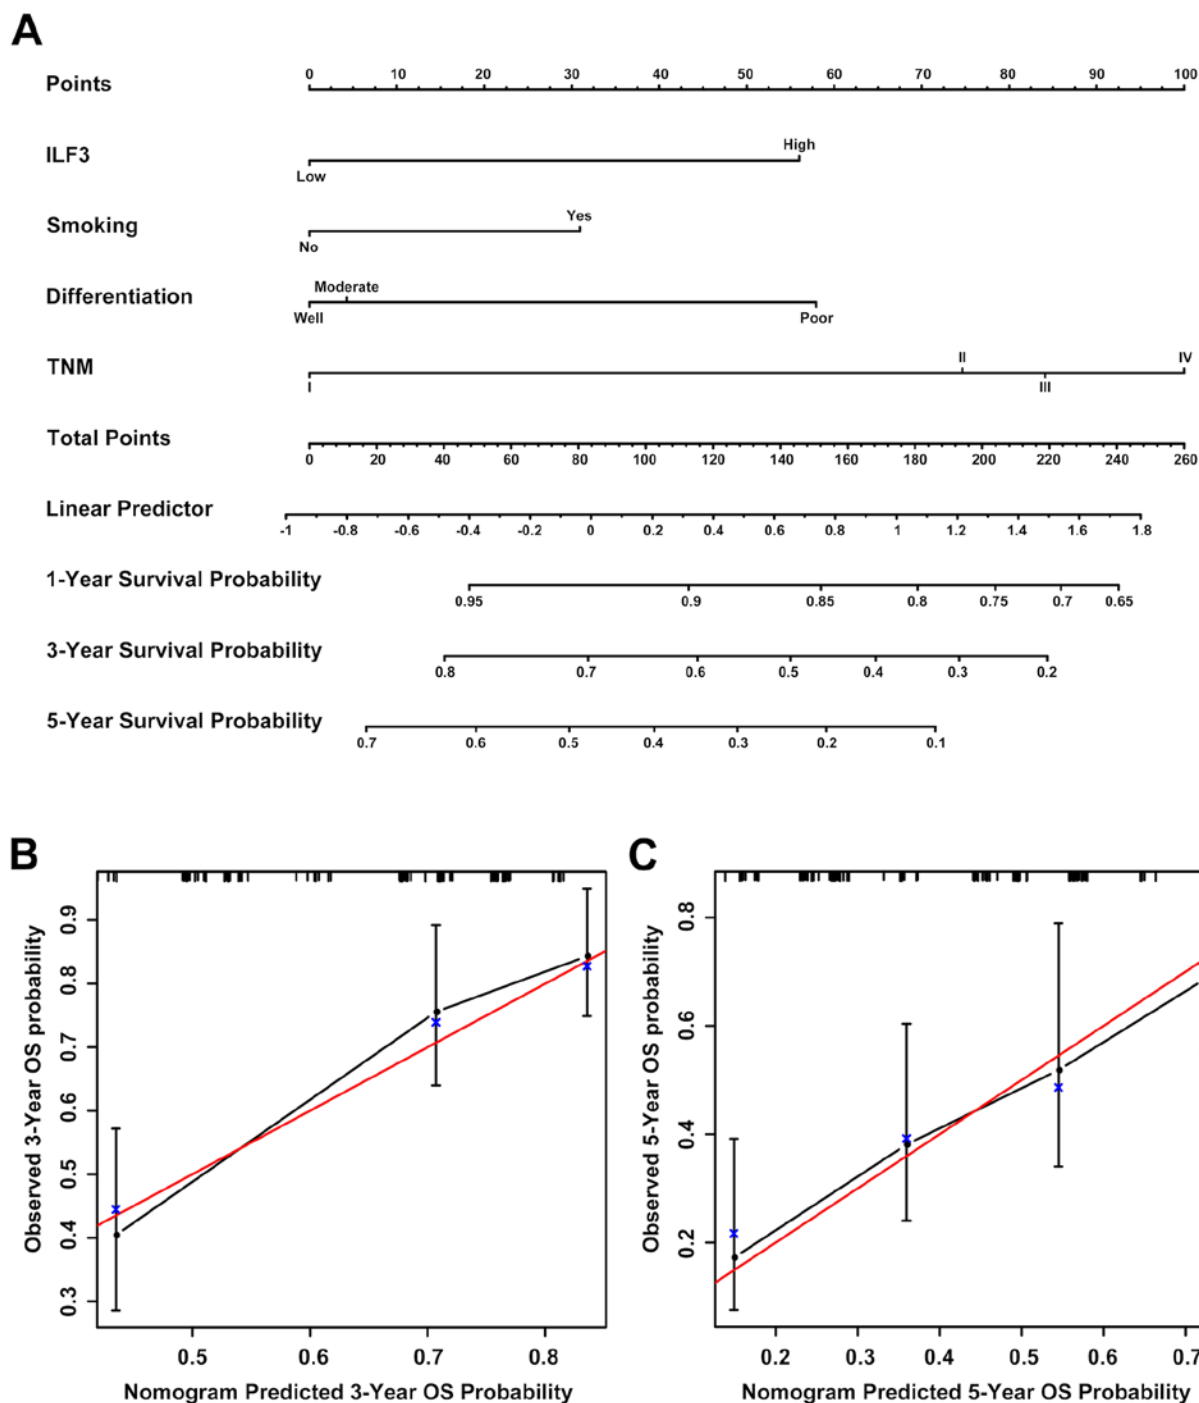 A
Points
0 10 20 30 40 50 60 70 80 90 100
ILF3
High
Low
Smoking
Yes
No
Differentiation
Moderate
Well
Poor
TNM
II
IV
I
III
Total Points
0 20 40 60 80 100 120 140 160 180 200 220 240 260
Linear Predictor
-1 -0.8 -0.6 -0.4 -0.2 0 0.2 0.4 0.6 0.8 1 1.2 1.4 1.6 1.8
1-Year Survival Probability
0.95 0.9 0.85 0.8 0.75 0.7 0.65
3-Year Survival Probability
0.8 0.7 0.6 0.5 0.4 0.3 0.2
5-Year Survival Probability
0.7 0.6 0.5 0.4 0.3 0.2 0.1
B
Observed 3-Year OS probability
0.9
0.8
0.7
0.6
0.5
0.4
0.3
0.5 0.6 0.7 0.8
Nomogram Predicted 3-Year OS Probability
C
Observed 5-Year OS probability
0.8
0.6
0.4
0.2
0.2 0.3 0.4 0.5 0.6 0.7
Nomogram Predicted 5-Year OS Probability